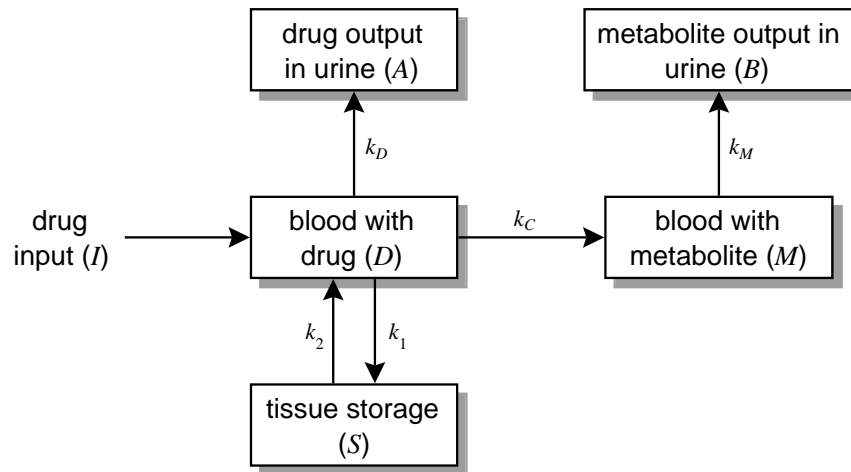 drug output
in urine (A)
metabolite output in
urine (B)
k_D
k_M
drug
input (I)
blood with
drug (D)
k_C
blood with
metabolite (M)
k_2
k_1
tissue storage
(S)